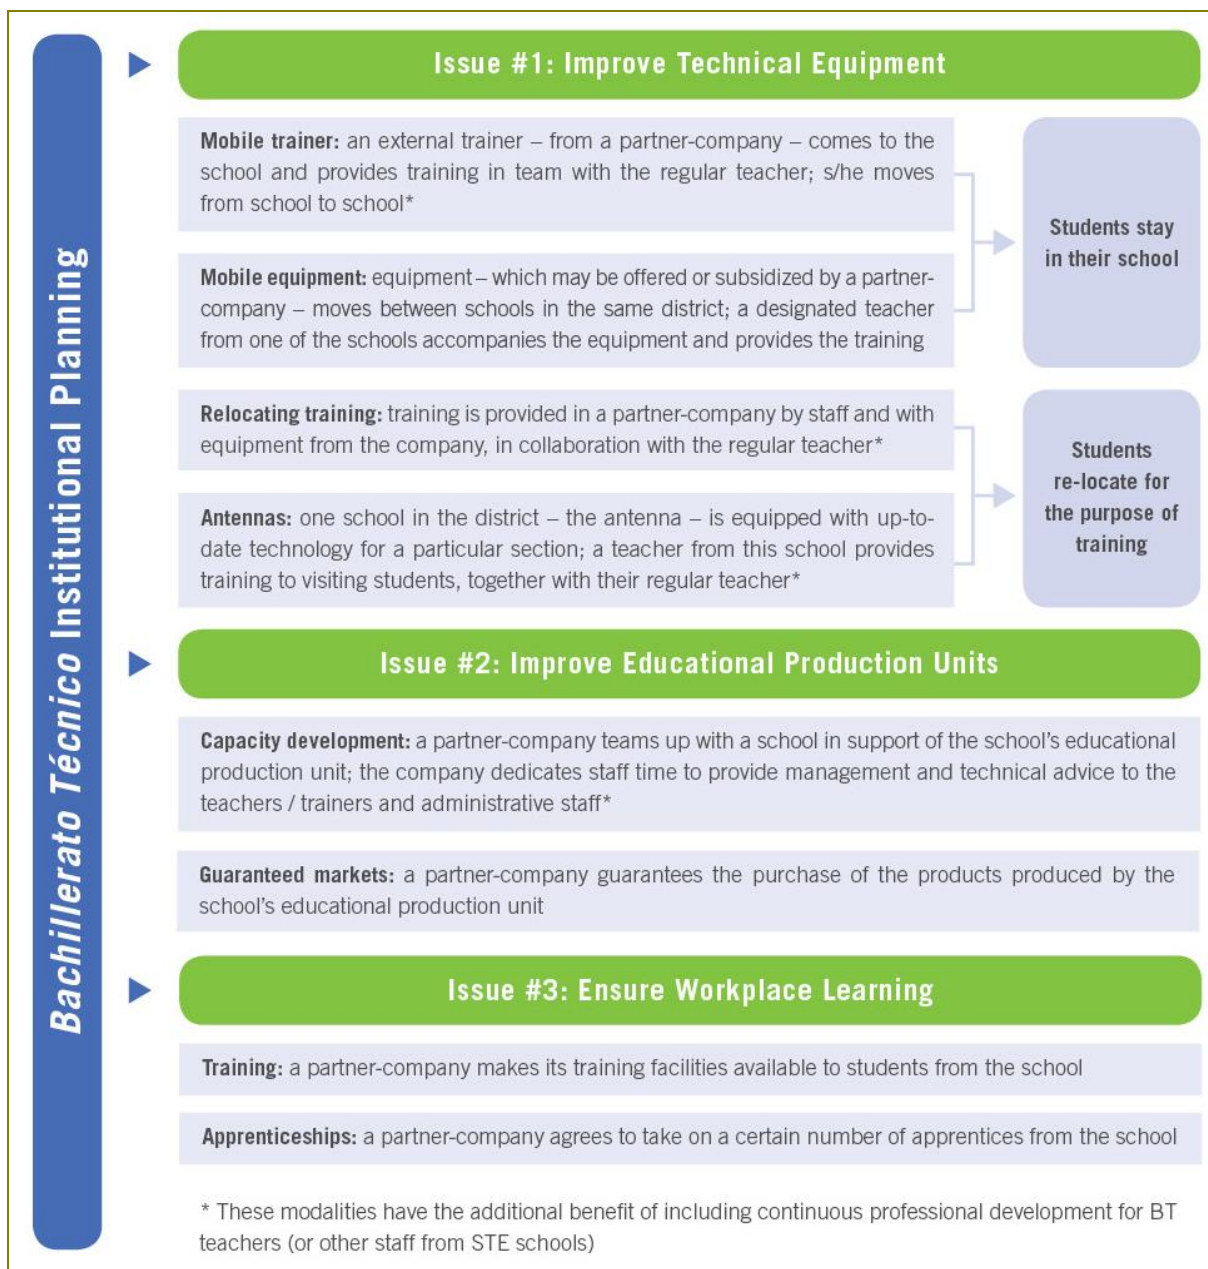 Bachillerato Técnico Institutional Planning
Issue #1: Improve Technical Equipment
Mobile trainer: an external trainer – from a partner-company – comes to the
school and provides training in team with the regular teacher; s/he moves
from school to school*
Mobile equipment: equipment – which may be offered or subsidized by a partner-
company – moves between schools in the same district; a designated teacher
from one of the schools accompanies the equipment and provides the training
Students stay
in their school
Relocating training: training is provided in a partner-company by staff and with
equipment from the company, in collaboration with the regular teacher*
Antennas: one school in the district – the antenna – is equipped with up-to-
date technology for a particular section; a teacher from this school provides
training to visiting students, together with their regular teacher*
Students
re-locate for
the purpose of
training
Issue #2: Improve Educational Production Units
Capacity development: a partner-company teams up with a school in support of the school's educational
production unit; the company dedicates staff time to provide management and technical advice to the
teachers / trainers and administrative staff*
Guaranteed markets: a partner-company guarantees the purchase of the products produced by the
school's educational production unit
Issue #3: Ensure Workplace Learning
Training: a partner-company makes its training facilities available to students from the school
Apprenticeships: a partner-company agrees to take on a certain number of apprentices from the school
* These modalities have the additional benefit of including continuous professional development for BT
teachers (or other staff from STE schools)